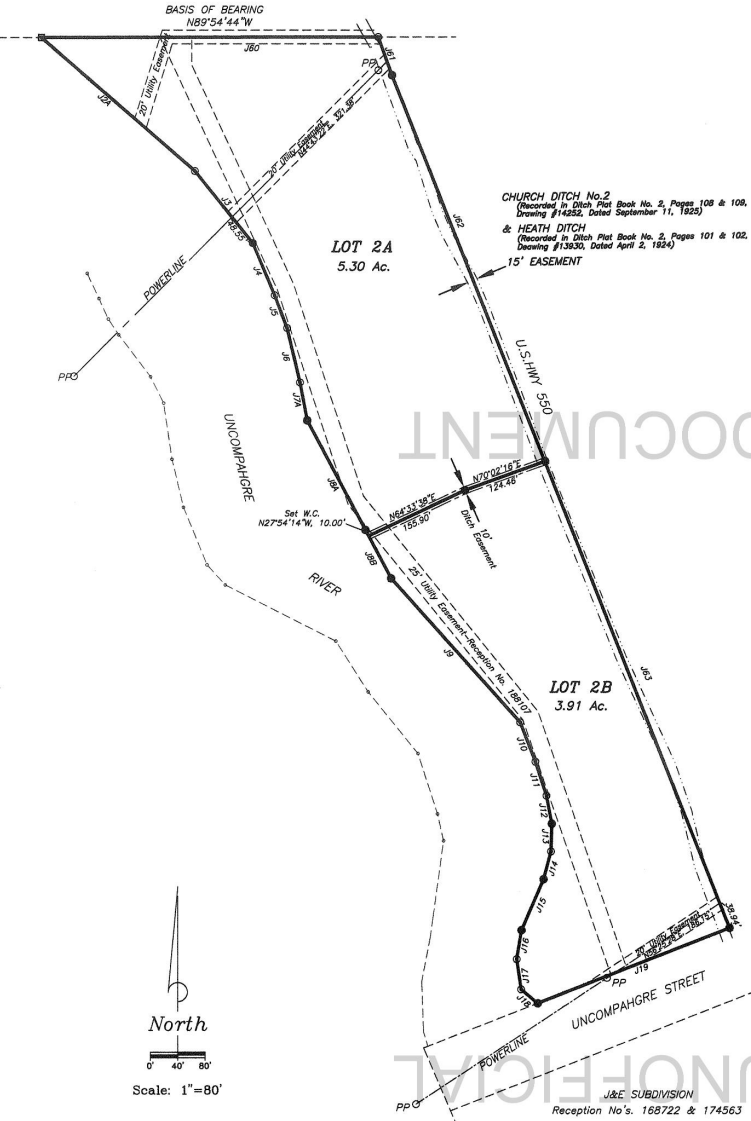 BASIS OF BEARING
N89°54'44"W
J60
J61
PP
J2A
20' Utility Easement
20' Utility Easement
N44°43'22"E 321.38'
J3
48.55'
J4
J5
J6
J7A
J8A
J62
LOT 2A
5.30 Ac.
CHURCH DITCH No.2
(Recorded in Ditch Plat Book No. 2, Pages 108 & 109,
Drawing #14252, Dated September 11, 1925)
& HEATH DITCH
(Recorded in Ditch Plat Book No. 2, Pages 101 & 102,
Deawing #13930, Dated April 2, 1924)
15' EASEMENT
POWERLINE
PP
U.S.HWY 550
UNCOMPAHGRE
RIVER
DOCUMENT
N70°02'16"E
124.46'
N64°33'38"E
155.90'
10'
Ditch Easement
Set W.C.
N27°54'14"W, 10.00'
J8B
25' Utility Easement-Reception No. 188107
J9
J63
LOT 2B
3.91 Ac.
J10
J11
J12
J13
J14
J15
J16
J17
J18
J19
38.94'
20' Utility Easement
PP
UNCOMPAHGRE STREET
POWERLINE
PP
North
0' 40' 80'
Scale: 1"=80'
UNOFFICIAL
J&E SUBDIVISION
Reception No's. 168722 & 174563